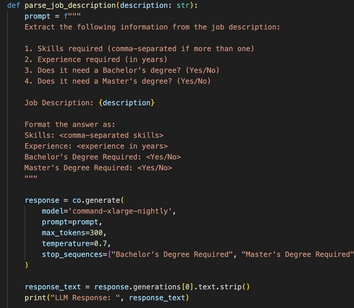 def parse_job_description(description: str):
prompt = f"""
Extract the following information from the job description:
1. Skills required (comma-separated if more than one)
2. Experience required (in years)
3. Does it need a Bachelor's degree? (Yes/No)
4. Does it need a Master's degree? (Yes/No)
Job Description: {description}
Format the answer as:
Skills: <comma-separated skills>
Experience: <experience in years>
Bachelor's Degree Required: <Yes/No>
Master's Degree Required: <Yes/No>
"""
response = co.generate(
model='command-xlarge-nightly',
prompt=prompt,
max_tokens=300,
temperature=0.7,
stop_sequences=["Bachelor's Degree Required", "Master's Degree Required"
)
response_text = response.generations[0].text.strip()
print("LLM Response: ", response_text)